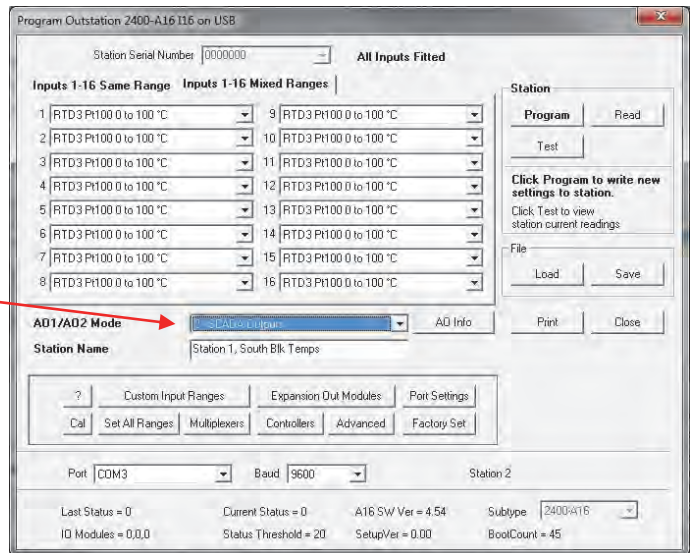 Program Outstation 2400-A16 I16 on USB
Station Serial Number 0000000 All Inputs Fitted
Inputs 1-16 Same Range Inputs 1-16 Mixed Ranges
1 RTD3 Pt100 0 to 100 °C 9 RTD3 Pt100 0 to 100 °C
2 RTD3 Pt100 0 to 100 °C 10 RTD3 Pt100 0 to 100 °C
3 RTD3 Pt100 0 to 100 °C 11 RTD3 Pt100 0 to 100 °C
4 RTD3 Pt100 0 to 100 °C 12 RTD3 Pt100 0 to 100 °C
5 RTD3 Pt100 0 to 100 °C 13 RTD3 Pt100 0 to 100 °C
6 RTD3 Pt100 0 to 100 °C 14 RTD3 Pt100 0 to 100 °C
7 RTD3 Pt100 0 to 100 °C 15 RTD3 Pt100 0 to 100 °C
8 RTD3 Pt100 0 to 100 °C 16 RTD3 Pt100 0 to 100 °C
Station
Program Read
Test
Click Program to write new
settings to station.
Click Test to view
station current readings
File
Load Save
AO1/AO2 Mode SCADA Outputs AO Info Print Close
Station Name Station 1, South Blk Temps
? Custom Input Ranges Expansion Out Modules Port Settings
Cal Set All Ranges Multiplexers Controllers Advanced Factory Set
Port COM3 Baud 9600 Station 2
Last Status = 0 Current Status = 0 A16 SW Ver = 4.54 Subtype 2400-A16
IO Modules = 0,0,0 Status Threshold = 20 SetupVer = 0.00 BootCount = 45